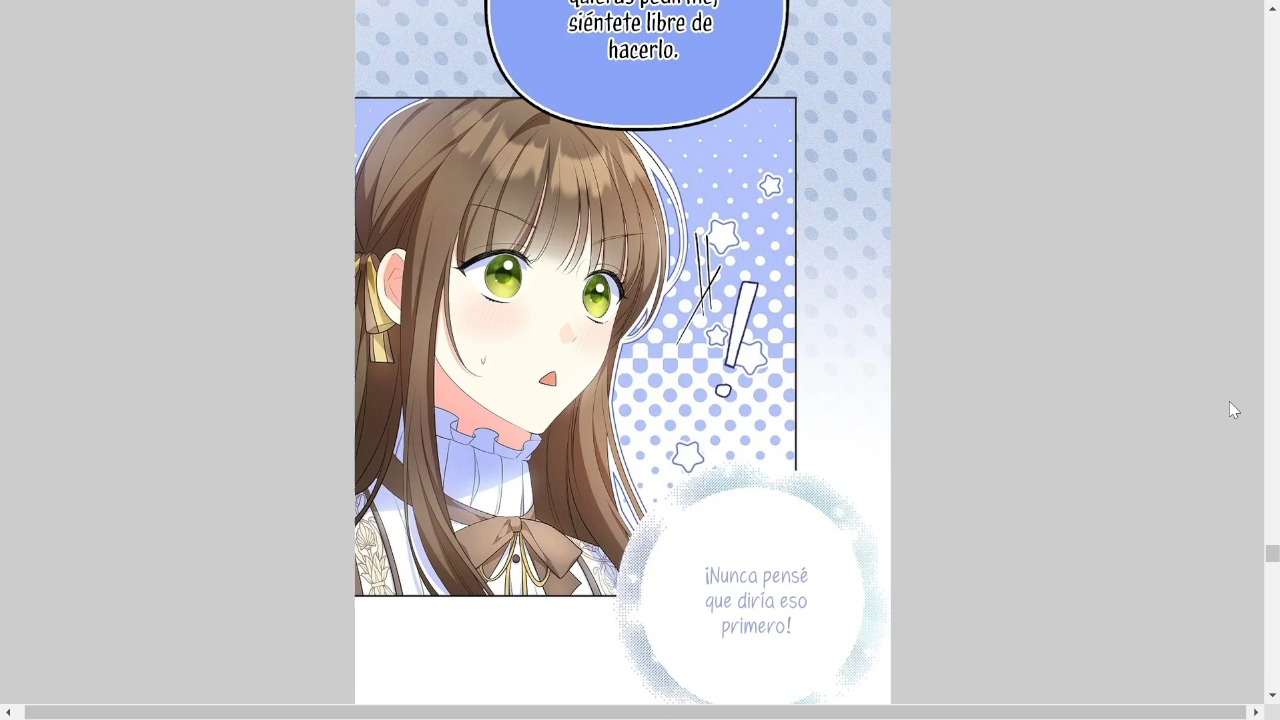 siéntete libre de
hacerlo.
¡Nunca pensé
que diría eso
primero!